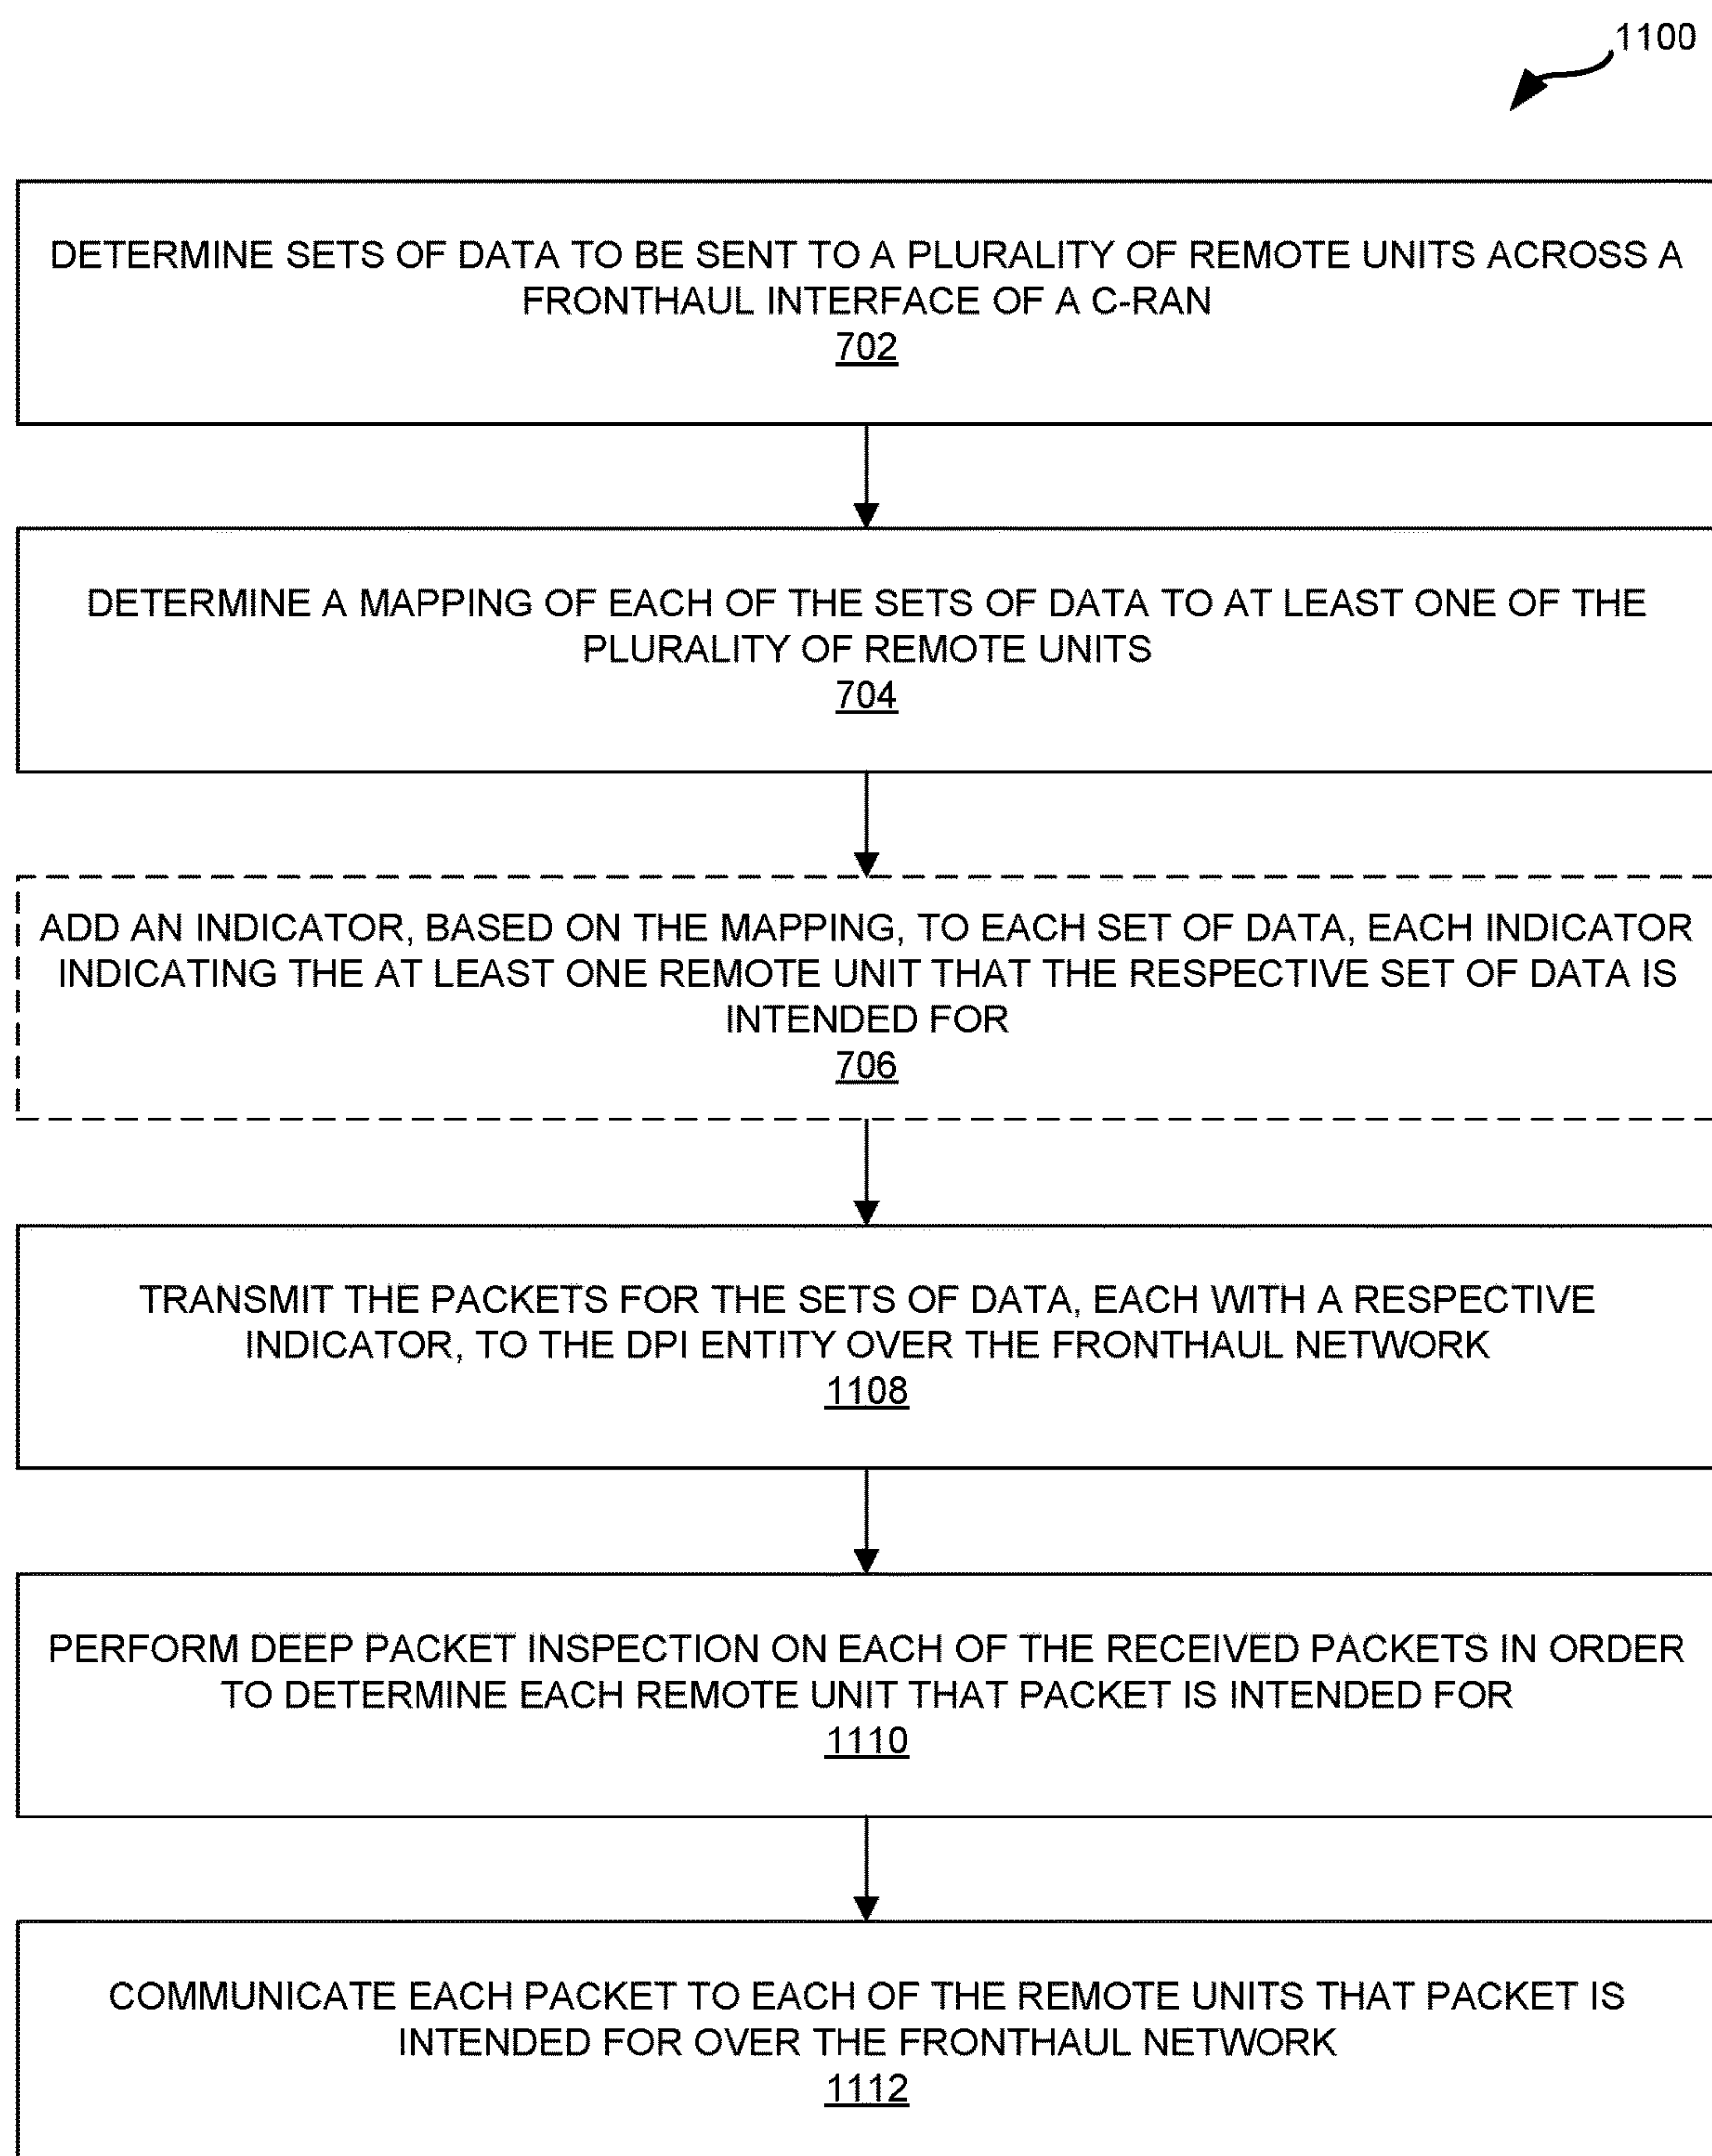 1100
DETERMINE SETS OF DATA TO BE SENT TO A PLURALITY OF REMOTE UNITS ACROSS A
FRONTHAUL INTERFACE OF A C-RAN
702
DETERMINE A MAPPING OF EACH OF THE SETS OF DATA TO AT LEAST ONE OF THE
PLURALITY OF REMOTE UNITS
704
ADD AN INDICATOR, BASED ON THE MAPPING, TO EACH SET OF DATA, EACH INDICATOR
INDICATING THE AT LEAST ONE REMOTE UNIT THAT THE RESPECTIVE SET OF DATA IS
INTENDED FOR
706
TRANSMIT THE PACKETS FOR THE SETS OF DATA, EACH WITH A RESPECTIVE
INDICATOR, TO THE DPI ENTITY OVER THE FRONTHAUL NETWORK
1108
PERFORM DEEP PACKET INSPECTION ON EACH OF THE RECEIVED PACKETS IN ORDER
TO DETERMINE EACH REMOTE UNIT THAT PACKET IS INTENDED FOR
1110
COMMUNICATE EACH PACKET TO EACH OF THE REMOTE UNITS THAT PACKET IS
INTENDED FOR OVER THE FRONTHAUL NETWORK
1112